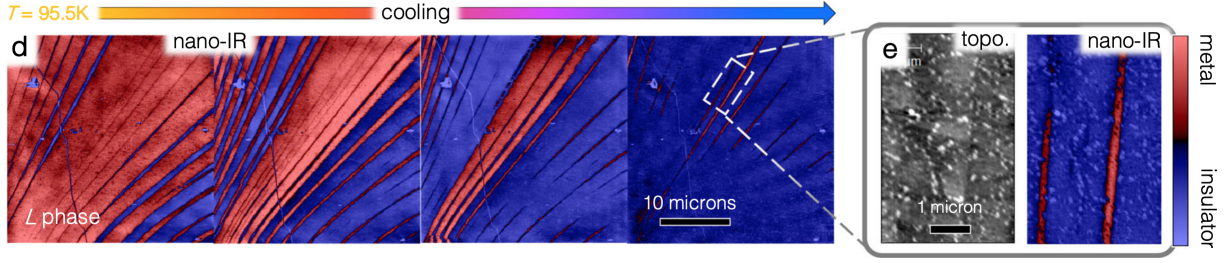 T = 95.5K
cooling
d
nano-IR
L phase
10 microns
e
topo.
nano-IR
1 micron
metal
insulator